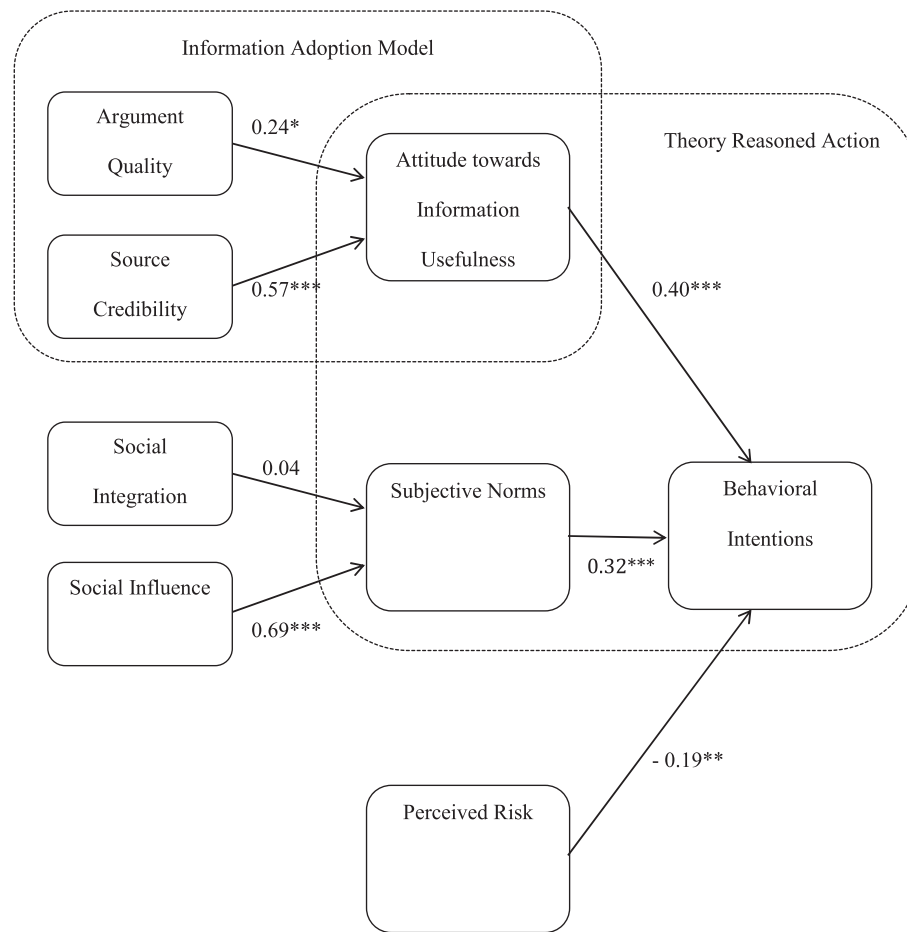 Information Adoption Model
Argument
Quality
0.24*
Theory Reasoned Action
Attitude towards
Information
Usefulness
Source
Credibility
0.57***
0.40***
Social
Integration
0.04
Subjective Norms
Behavioral
Intentions
0.32***
Social Influence
0.69***
- 0.19**
Perceived Risk